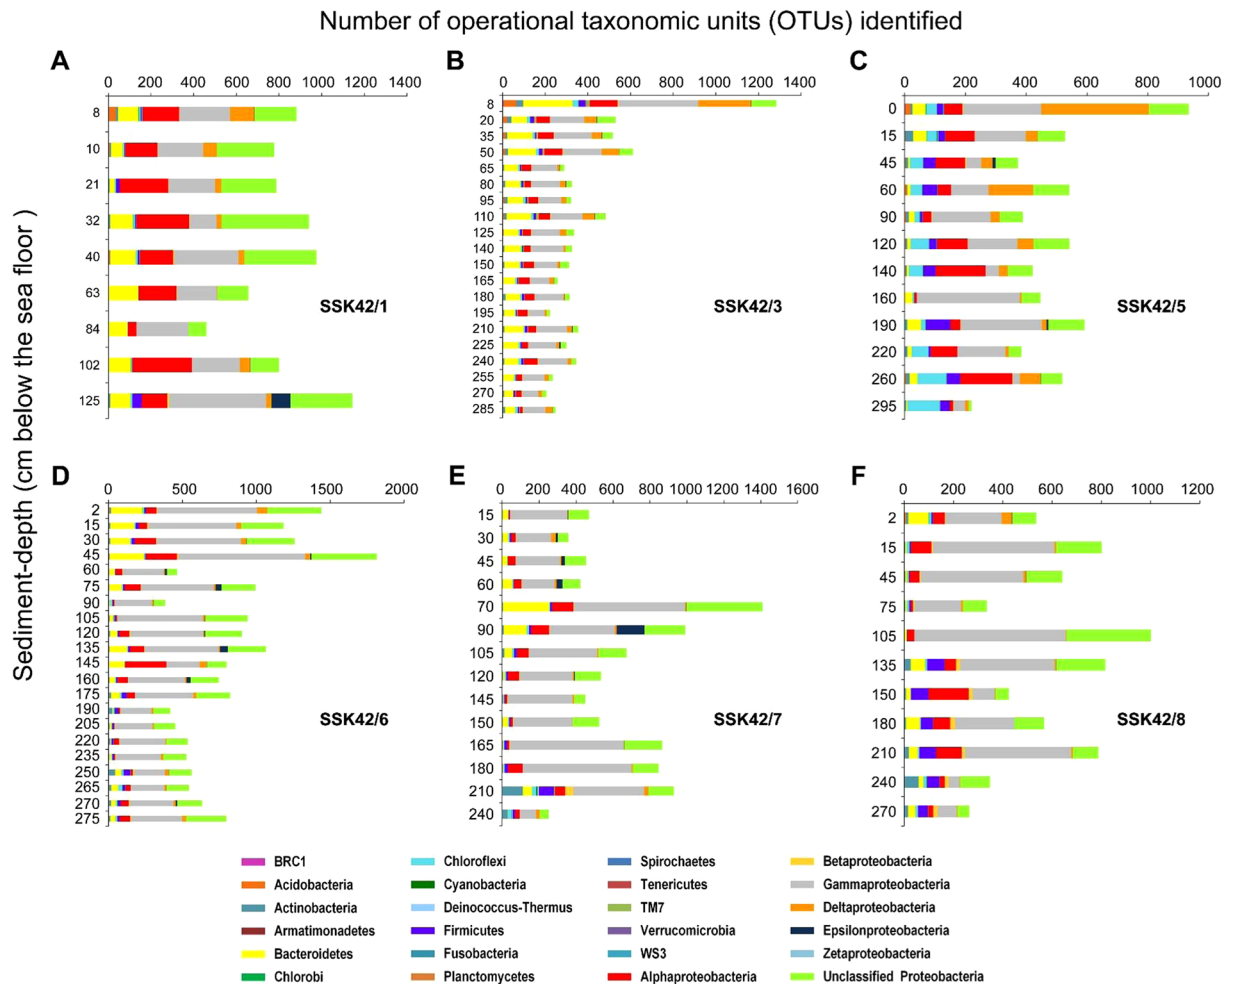 Number of operational taxonomic units (OTUs) identified
Sediment-depth (cm below the sea floor )
A
0 200 400 600 800 1000 1200 1400
8
10
21
32
40
63
84
102
125
SSK42/1
B
0 200 400 600 800 1000 1200 1400
8
20
35
50
65
80
95
110
125
140
150
165
180
195
210
225
240
255
270
285
SSK42/3
C
0 200 400 600 800 1000
0
15
45
60
90
120
140
160
190
220
260
295
SSK42/5
D
0 500 1000 1500 2000
2
15
30
45
60
75
90
105
120
135
145
160
175
190
205
220
235
250
265
270
275
SSK42/6
E
0 200 400 600 800 1000 1200 1400 1600
15
30
45
60
70
90
105
120
145
150
165
180
210
240
SSK42/7
F
0 200 400 600 800 1000 1200
2
15
45
75
105
135
150
180
210
240
270
SSK42/8
BRC1
Acidobacteria
Actinobacteria
Armatimonadetes
Bacteroidetes
Chlorobi
Chloroflexi
Cyanobacteria
Deinococcus-Thermus
Firmicutes
Fusobacteria
Planctomycetes
Spirochaetes
Tenericutes
TM7
Verrucomicrobia
WS3
Alphaproteobacteria
Betaproteobacteria
Gammaproteobacteria
Deltaproteobacteria
Epsilonproteobacteria
Zetaproteobacteria
Unclassified Proteobacteria